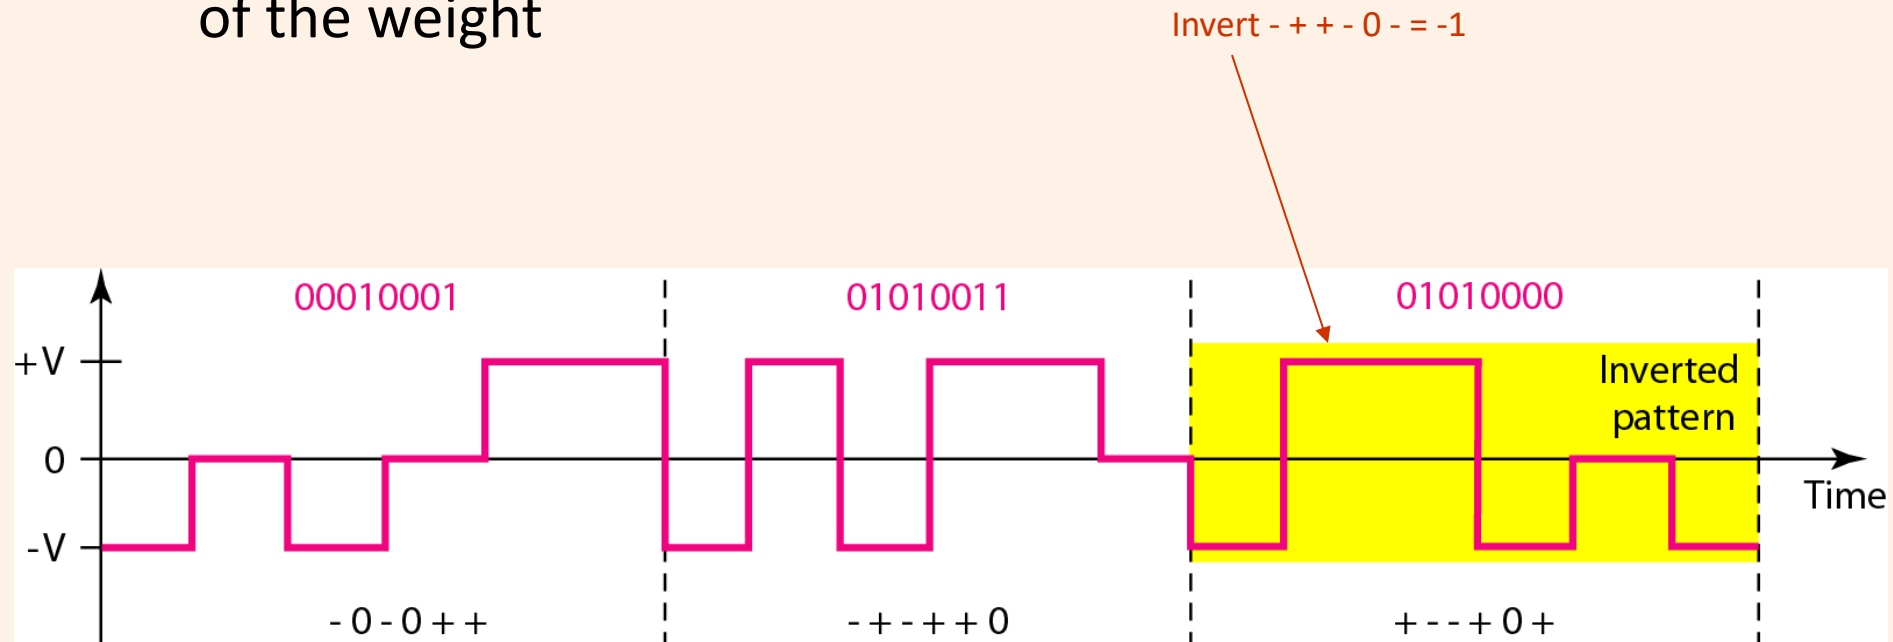 of the weight
Invert - + + - 0 - = -1
00010001
01010011
01010000
+V
Inverted
pattern
0
Time
-V
- 0 - 0 + +
- + - + + 0
+ - - + 0 +